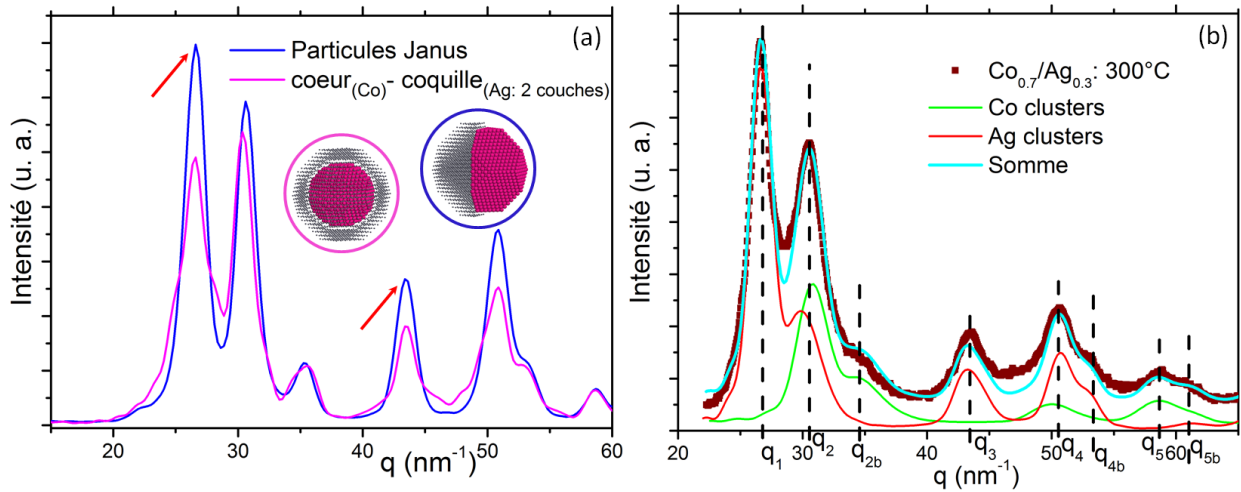 (a)
Particules Janus
coeur(Co)- coquille(Ag: 2 couches)
Intensité (u. a.)
20 30 40 50 60
q (nm-1)
(b)
Co0.7/Ag0.3: 300°C
Co clusters
Ag clusters
Somme
Intensité (u. a.)
20 30 40 50 60
q1 q2 q2b q3 q4 q4b q5 q5b
q (nm-1)